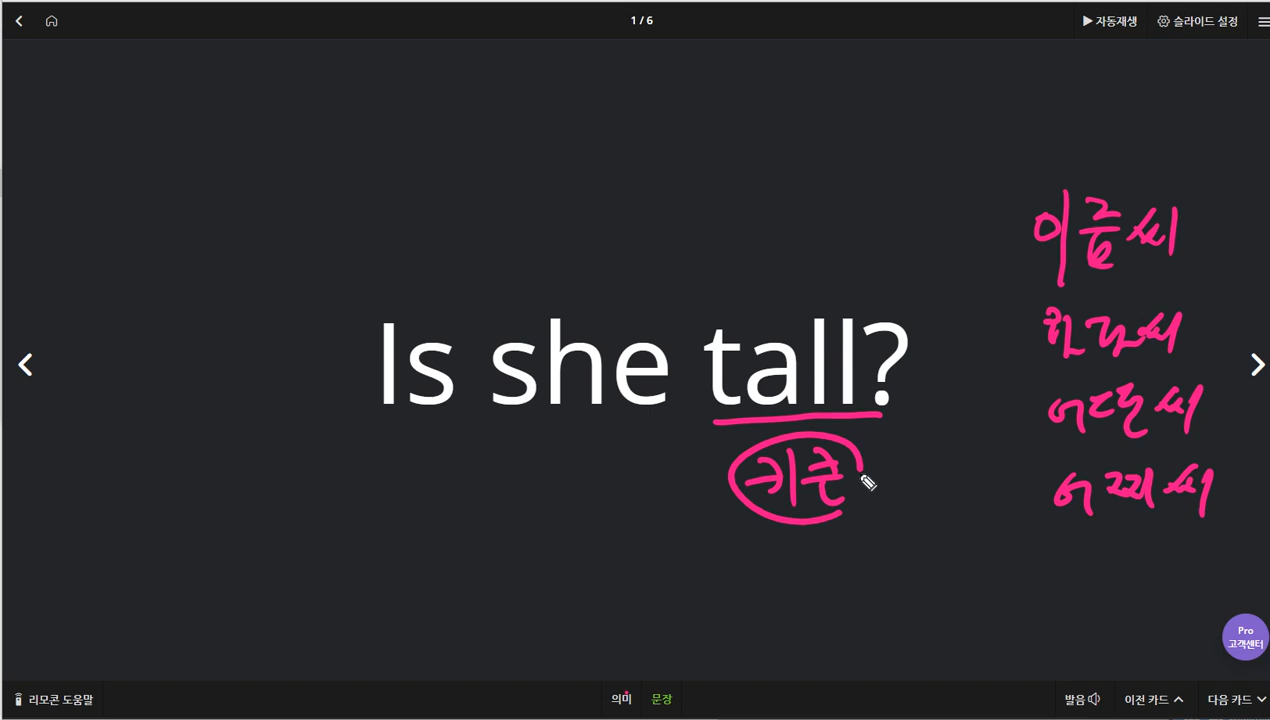 1 / 6
자동재생
슬라이드 설정
이름씨
Is she tall?
한단씨
어떤씨
키큰
어찌씨
Pro
고객센터
리모콘 도움말
의미
문장
발음
이전 카드
다음 카드